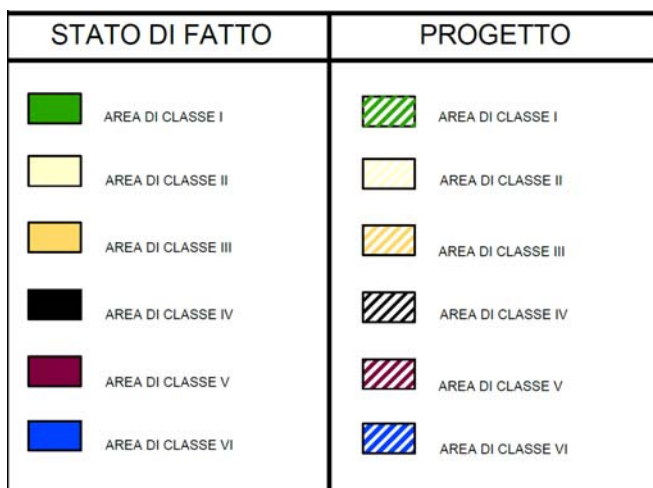 STATO DI FATTO
PROGETTO
AREA DI CLASSE I
AREA DI CLASSE I
AREA DI CLASSE II
AREA DI CLASSE II
AREA DI CLASSE III
AREA DI CLASSE III
AREA DI CLASSE IV
AREA DI CLASSE IV
AREA DI CLASSE V
AREA DI CLASSE V
AREA DI CLASSE VI
AREA DI CLASSE VI